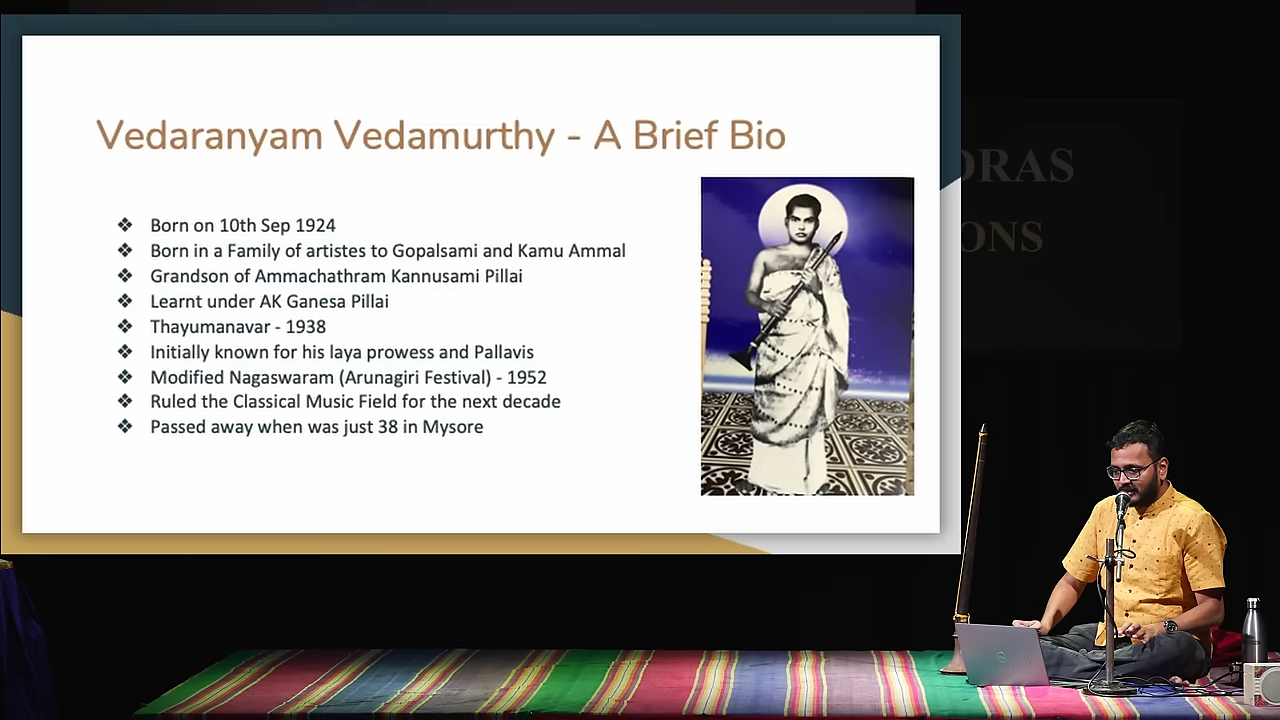 Vedaranyam Vedamurthy - A Brief Bio
❖ Born on 10th Sep 1924
❖ Born in a Family of artistes to Gopalsami and Kamu Ammal
❖ Grandson of Ammachathram Kannusami Pillai
❖ Learnt under AK Ganesa Pillai
❖ Thayumanavar - 1938
❖ Initially known for his laya prowess and Pallavis
❖ Modified Nagaswaram (Arunagiri Festival) - 1952
❖ Ruled the Classical Music Field for the next decade
❖ Passed away when was just 38 in Mysore
DRAS
ONS